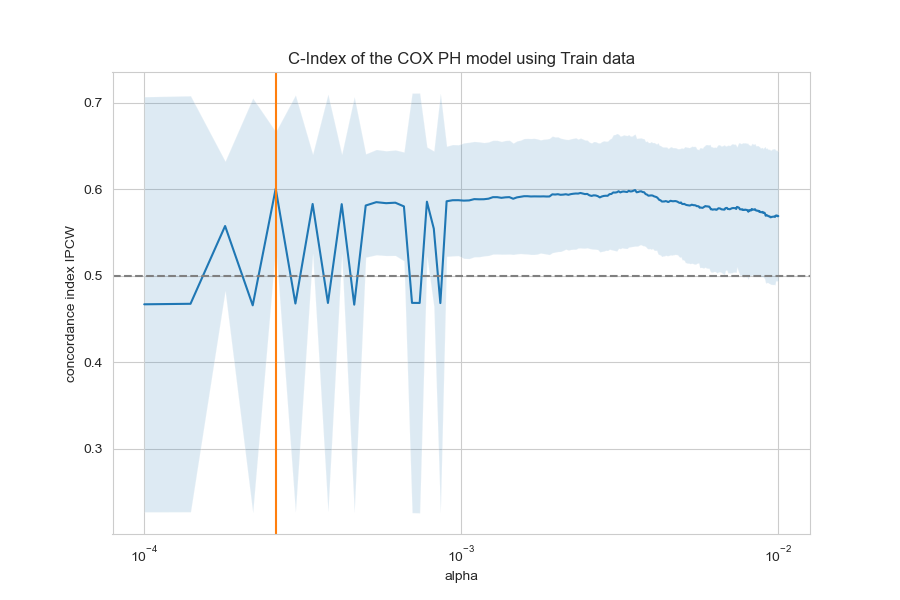 C-Index of the COX PH model using Train data
concordance index IPCW
0.7
0.6
0.5
0.4
0.3
10⁻⁴
10⁻³
10⁻²
alpha